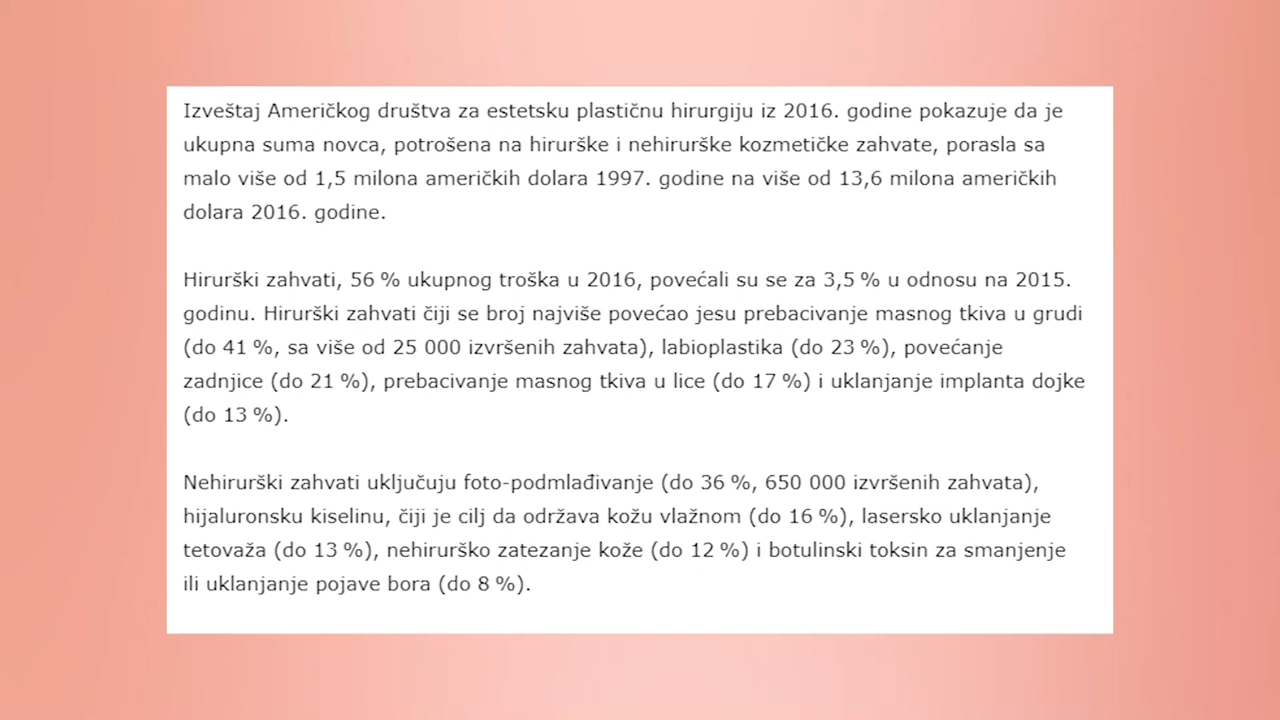 Izveštaj Američkog društva za estetsku plastičnu hirurgiju iz 2016. godine pokazuje da je
ukupna suma novca, potrošena na hirurške i nehirurške kozmetičke zahvate, porasla sa
malo više od 1,5 milona američkih dolara 1997. godine na više od 13,6 milona američkih
dolara 2016. godine.
Hirurški zahvati, 56 % ukupnog troška u 2016, povećali su se za 3,5 % u odnosu na 2015.
godinu. Hirurški zahvati čiji se broj najviše povećao jesu prebacivanje masnog tkiva u grudi
(do 41 %, sa više od 25 000 izvršenih zahvata), labioplastika (do 23 %), povećanje
zadnjice (do 21 %), prebacivanje masnog tkiva u lice (do 17 %) i uklanjanje implanta dojke
(do 13 %).
Nehirurški zahvati uključuju foto-podmlađivanje (do 36 %, 650 000 izvršenih zahvata),
hijaluronsku kiselinu, čiji je cilj da održava kožu vlažnom (do 16 %), lasersko uklanjanje
tetovaža (do 13 %), nehirurško zatezanje kože (do 12 %) i botulinski toksin za smanjenje
ili uklanjanje pojave bora (do 8 %).